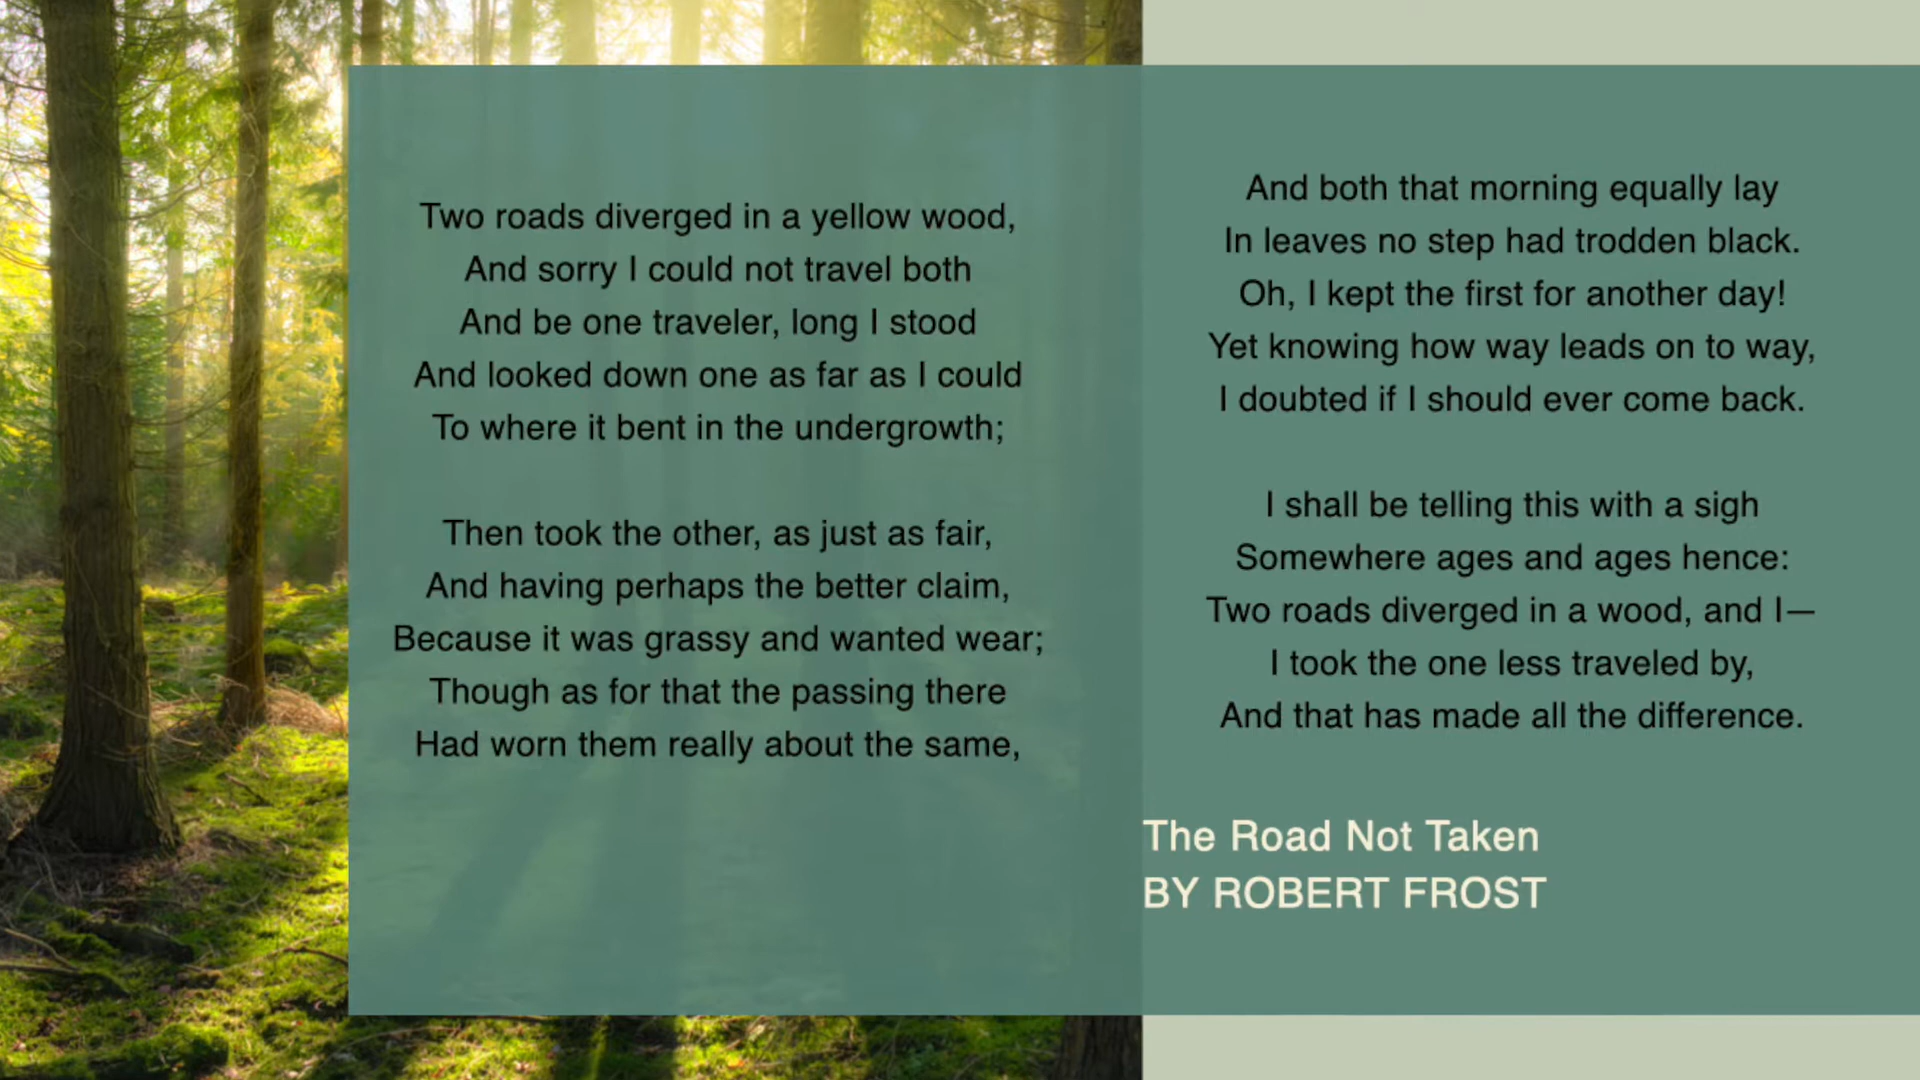 Two roads diverged in a yellow wood,
And sorry I could not travel both
And be one traveler, long I stood
And looked down one as far as I could
To where it bent in the undergrowth;
Then took the other, as just as fair,
And having perhaps the better claim,
Because it was grassy and wanted wear;
Though as for that the passing there
Had worn them really about the same,
And both that morning equally lay
In leaves no step had trodden black.
Oh, I kept the first for another day!
Yet knowing how way leads on to way,
I doubted if I should ever come back.
I shall be telling this with a sigh
Somewhere ages and ages hence:
Two roads diverged in a wood, and I—
I took the one less traveled by,
And that has made all the difference.
The Road Not Taken
BY ROBERT FROST